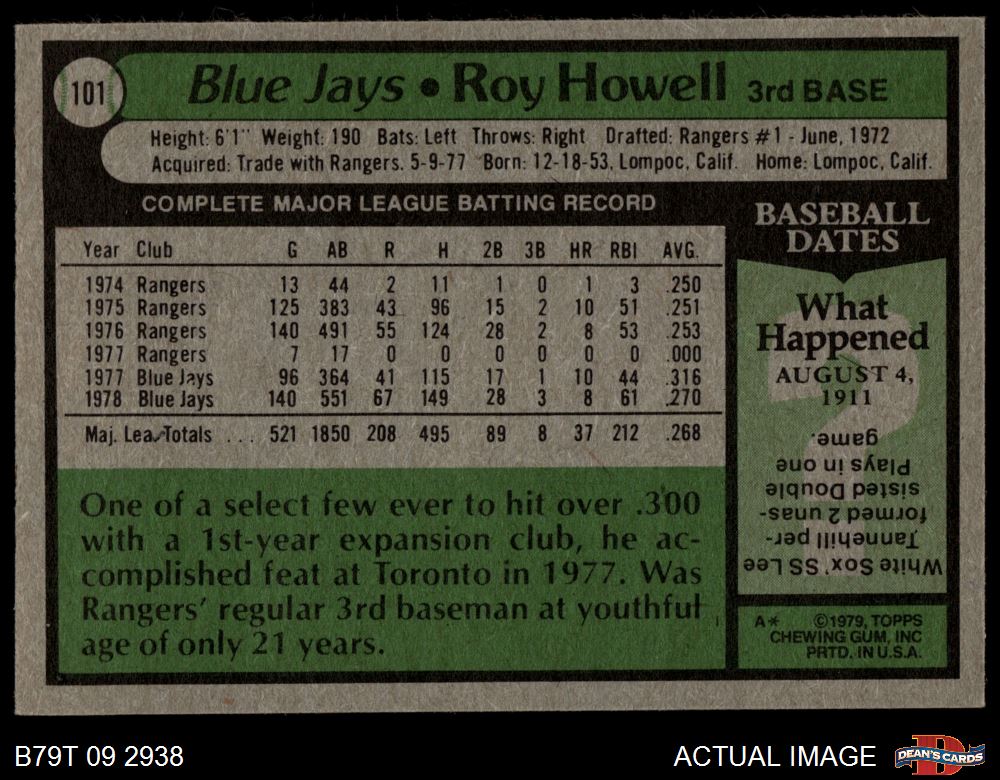 101
Blue Jays • Roy Howell 3rd BASE
Height: 6'1" Weight: 190 Bats: Left Throws: Right Drafted: Rangers #1 - June, 1972
Acquired: Trade with Rangers. 5-9-77 Born: 12-18-53, Lompoc, Calif. Home: Lompoc, Calif.
COMPLETE MAJOR LEAGUE BATTING RECORD
Year Club G AB R H 2B 3B HR RBI AVG.
1974 Rangers 13 44 2 11 1 0 1 3 .250
1975 Rangers 125 383 43 96 15 2 10 51 .251
1976 Rangers 140 491 55 124 28 2 8 53 .253
1977 Rangers 7 17 0 0 0 0 0 0 .000
1977 Blue Jays 96 364 41 115 17 1 10 44 .316
1978 Blue Jays 140 551 67 149 28 3 8 61 .270
Maj. Lea. Totals . . . 521 1850 208 495 89 8 37 212 .268
One of a select few ever to hit over .300
with a 1st-year expansion club, he ac-
complished feat at Toronto in 1977. Was
Rangers' regular 3rd baseman at youthful
age of only 21 years.
BASEBALL
DATES
What
Happened
AUGUST 4,
1911
White Sox' SS Lee
Tannehill per-
formed 2 unas-
sisted Double
Plays in one
game.
A* ©1979, TOPPS
CHEWING GUM, INC
PRTD. IN U.S.A.
B79T 09 2938
ACTUAL IMAGE
DEAN'S CARDS